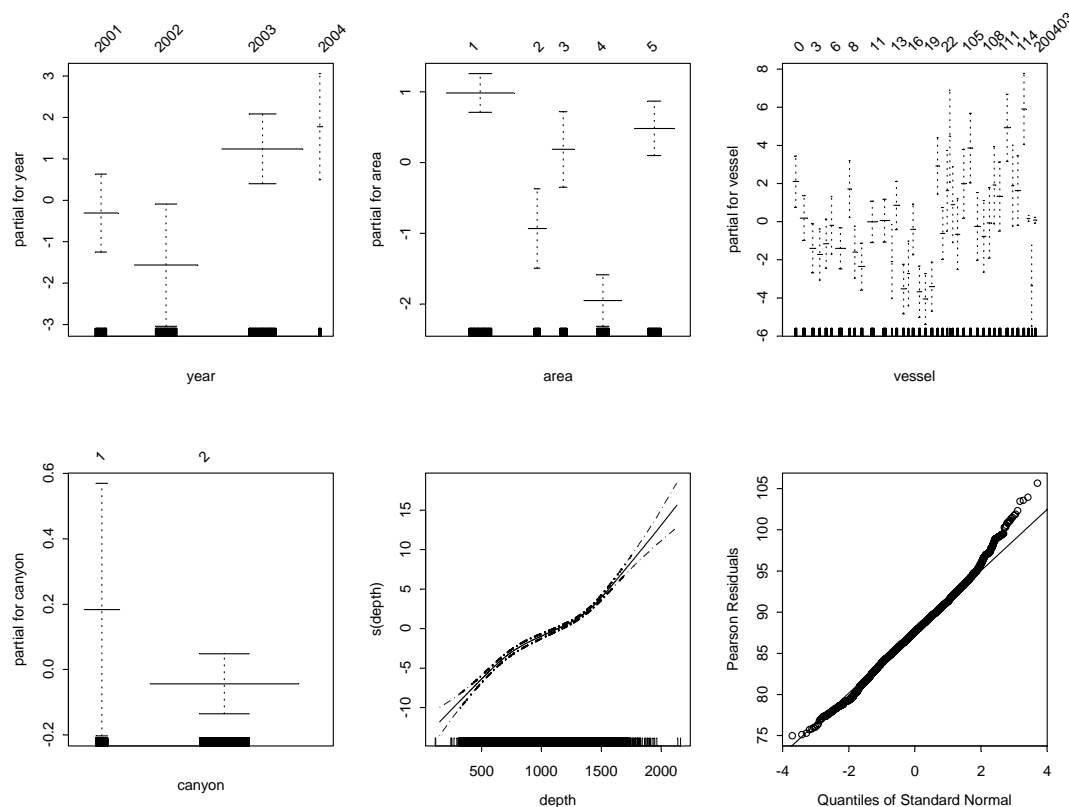 2001 2002 2003 2004
partial for year
3
2
1
0
-1
-2
-3
year
1 2 3 4 5
partial for area
1
0
-1
-2
area
0 3 6 8 11 13 16 19 22 105 108 111 114 200403
partial for vessel
8
6
4
2
0
-2
-4
-6
vessel
1 2
partial for canyon
0.6
0.4
0.2
0.0
-0.2
canyon
s(depth)
15
10
5
0
-5
-10
500 1000 1500 2000
depth
Pearson Residuals
105
100
95
90
85
80
75
-4 -2 0 2 4
Quantiles of Standard Normal